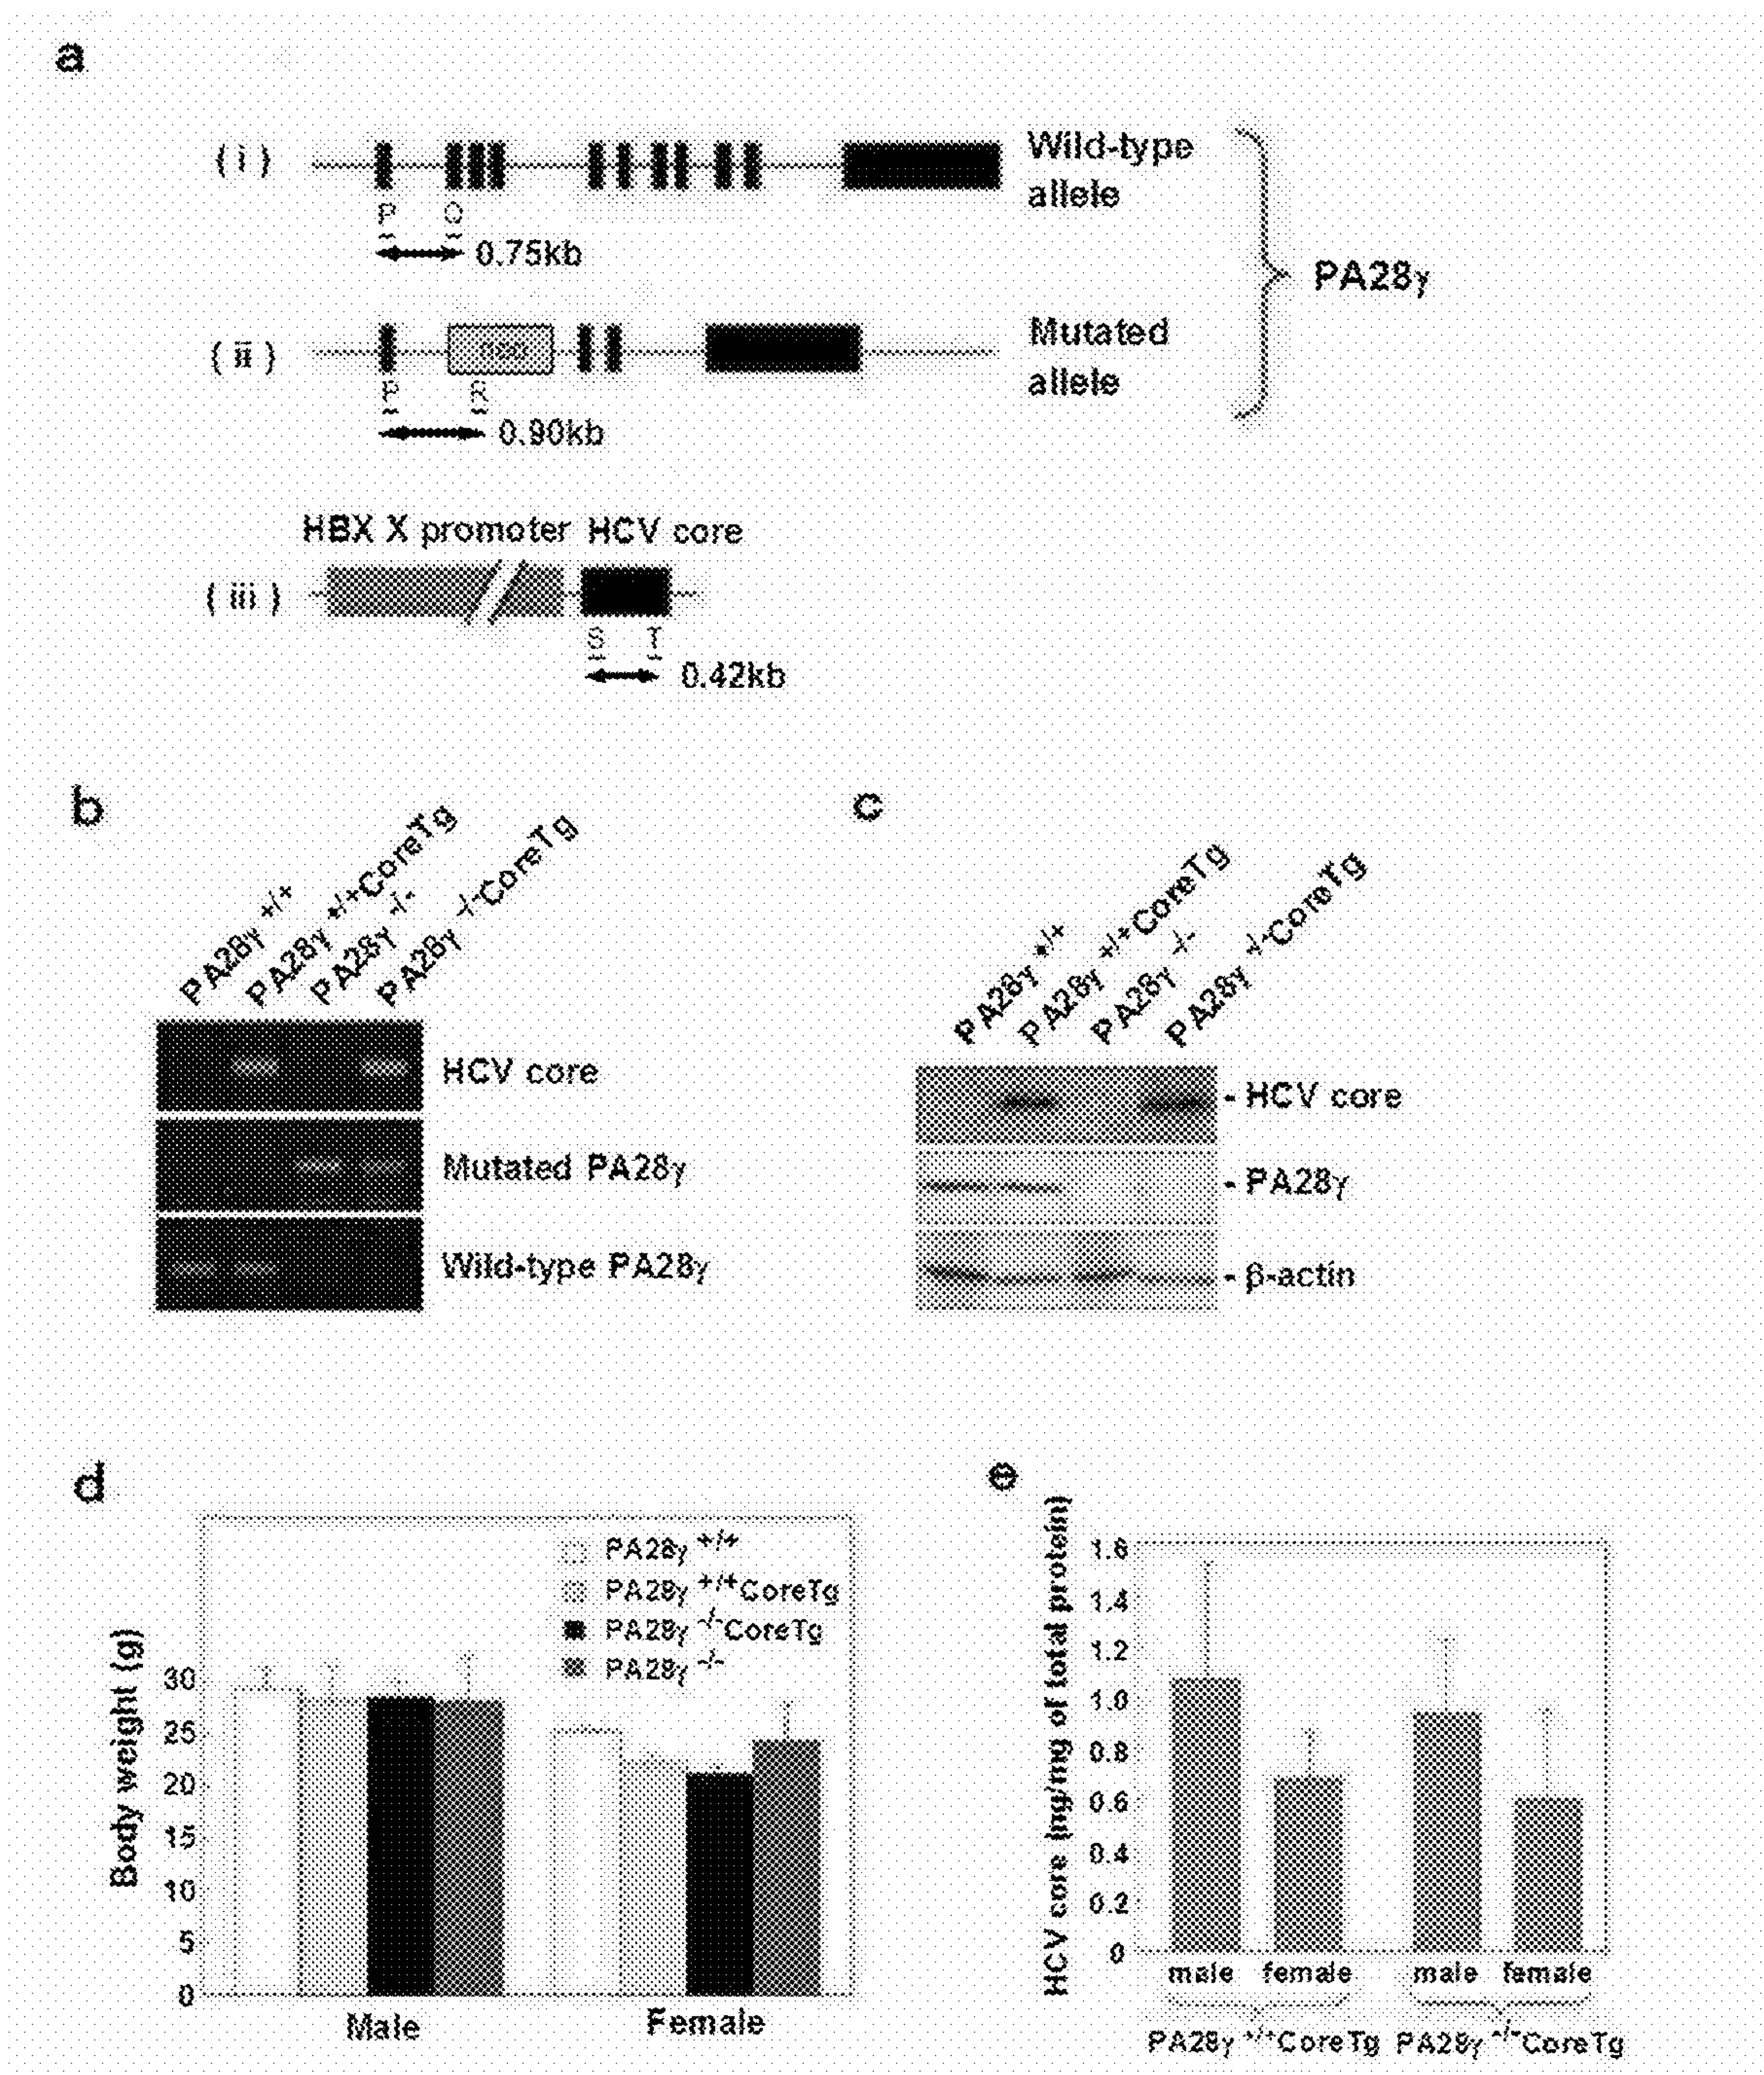 a
( i )
Wild-type
allele
P Q
0.75kb
PA28γ
( ii )
neo
Mutated
allele
P R
0.90kb
HBX X promoter HCV core
( iii )
S T
0.42kb
b
PA28γ +/+
PA28γ +/+CoreTg
PA28γ -/-
PA28γ -/-CoreTg
HCV core
Mutated PA28γ
Wild-type PA28γ
c
PA28γ +/+
PA28γ +/+CoreTg
PA28γ -/-
PA28γ -/-CoreTg
- HCV core
- PA28γ
- β-actin
d
Body weight (g)
30
25
20
15
10
5
0
PA28γ +/+
PA28γ +/+CoreTg
PA28γ -/-CoreTg
PA28γ -/-
Male Female
e
HCV core (ng/mg of total protein)
1.6
1.4
1.2
1.0
0.8
0.6
0.4
0.2
0
male female male female
PA28γ +/+CoreTg PA28γ -/-CoreTg